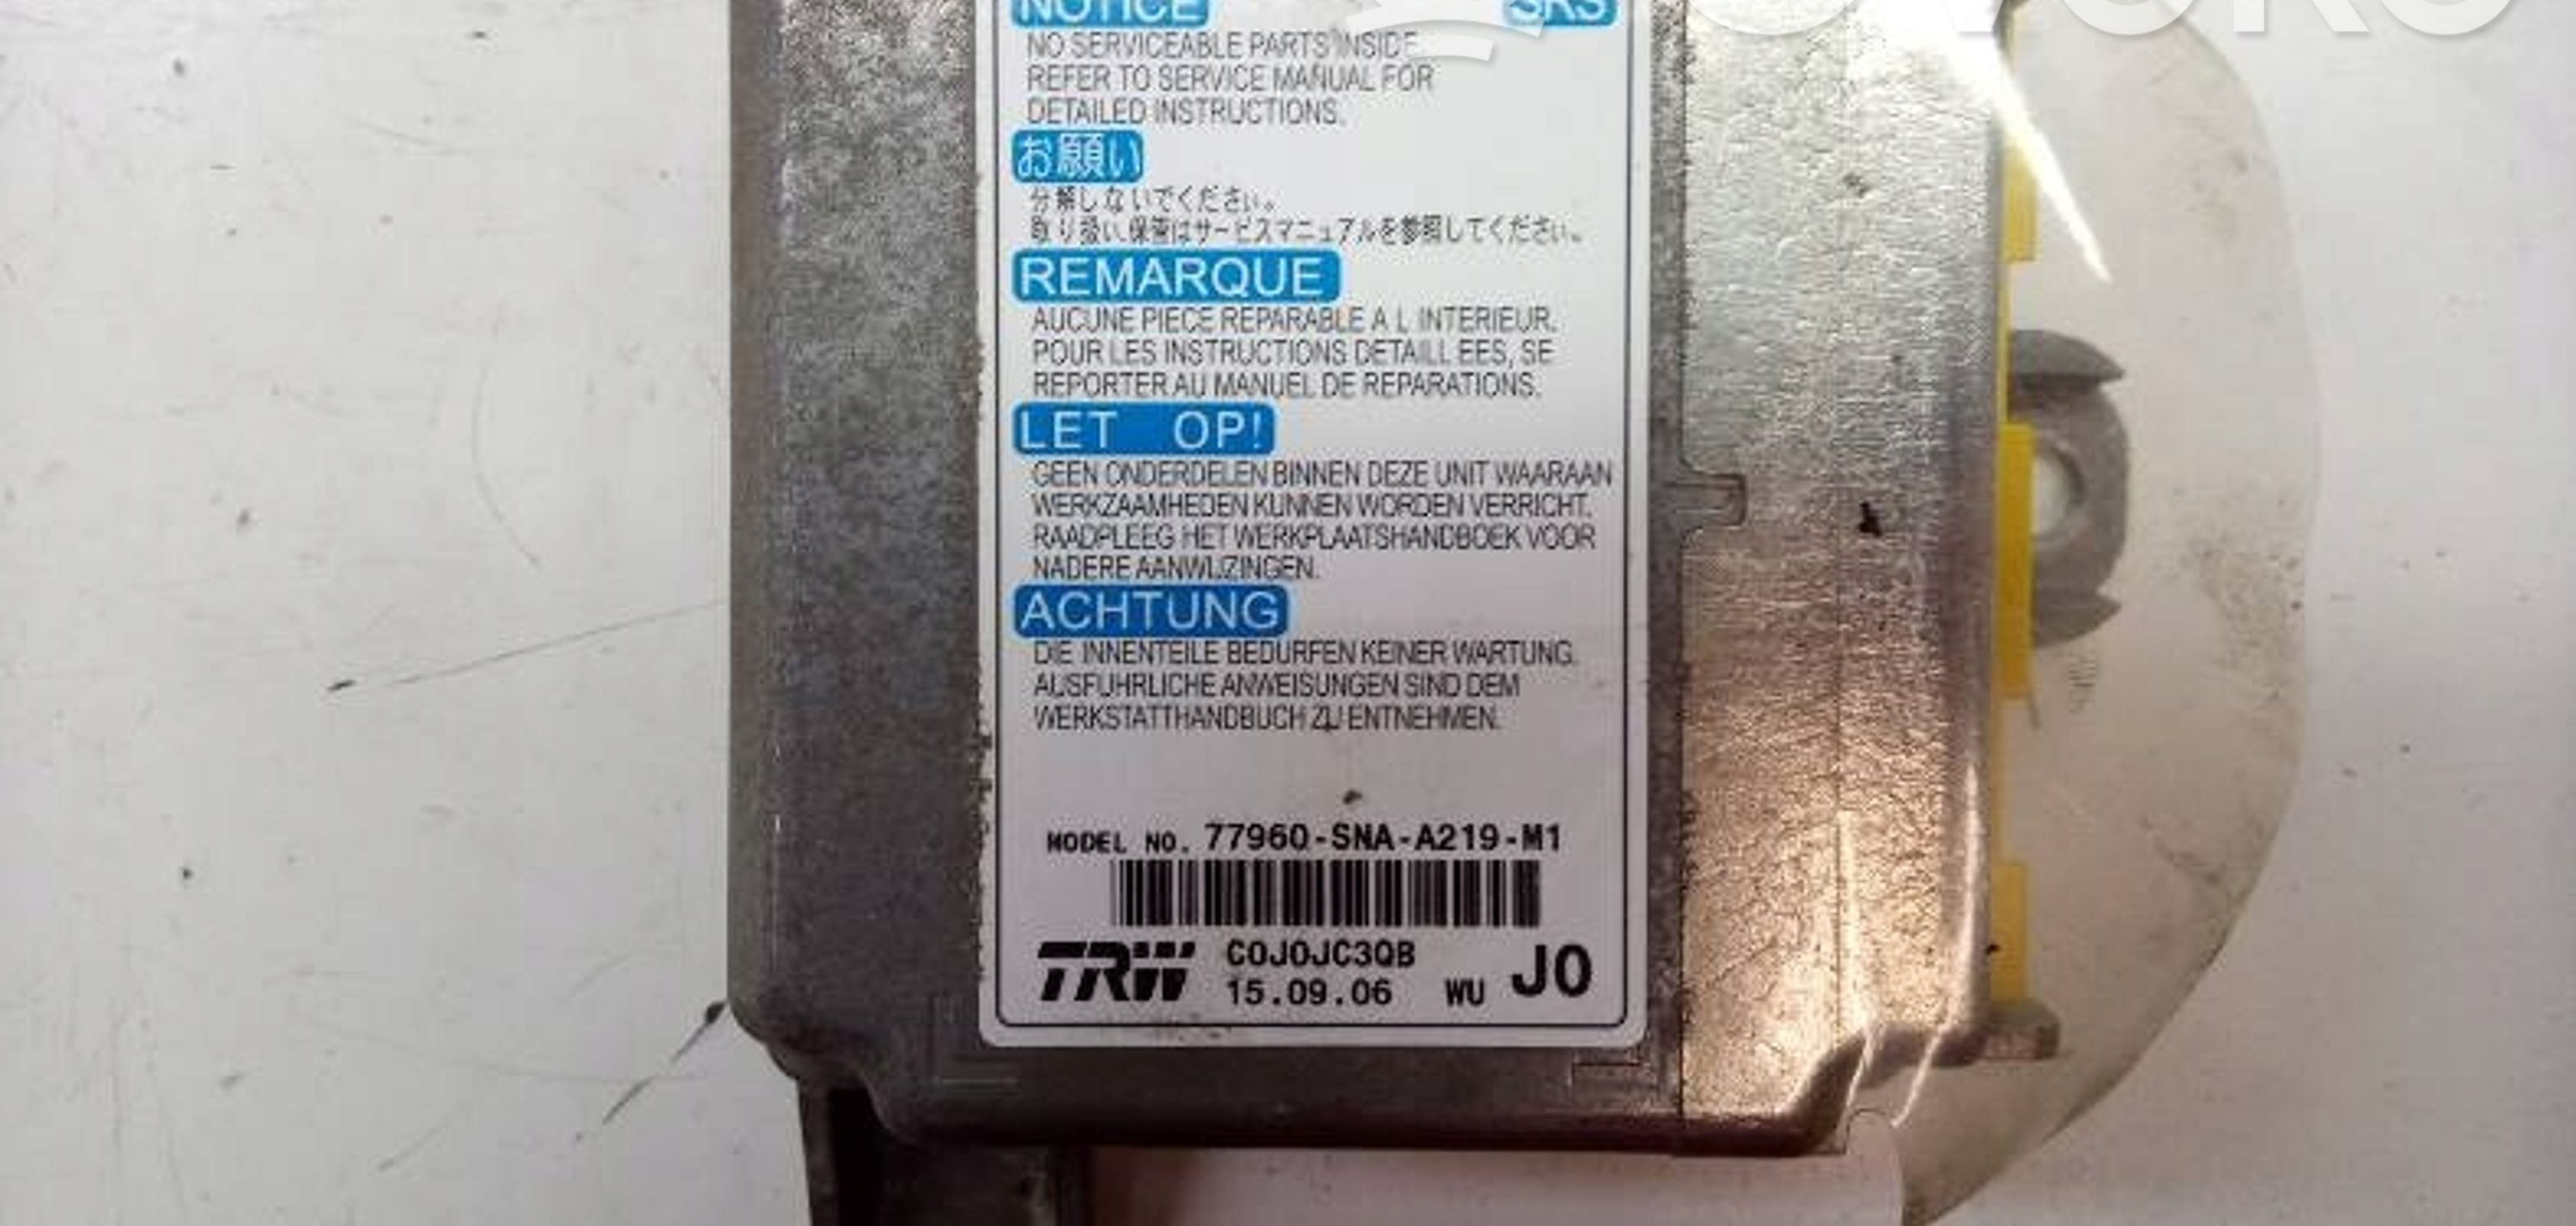 NOTICE SRS
NO SERVICEABLE PARTS INSIDE.
REFER TO SERVICE MANUAL FOR
DETAILED INSTRUCTIONS.
お願い
分解しないでください。
取り扱い、保管はサービスマニュアルを参照してください。
REMARQUE
AUCUNE PIECE REPARABLE A L INTERIEUR.
POUR LES INSTRUCTIONS DETAILL EES, SE
REPORTER AU MANUEL DE REPARATIONS.
LET OP!
GEEN ONDERDELEN BINNEN DEZE UNIT WAARAAN
WERKZAAMHEDEN KUNNEN WORDEN VERRICHT.
RAADPLEEG HET WERKPLAATSHANDBOEK VOOR
NADERE AANWIJZINGEN.
ACHTUNG
DIE INNENTEILE BEDURFEN KEINER WARTUNG.
AUSFUHRLICHE ANWEISUNGEN SIND DEM
WERKSTATTHANDBUCH ZU ENTNEHMEN.
MODEL NO. 77960-SNA-A219-M1
TRW C0J0JC3QB
15.09.06 WU J0